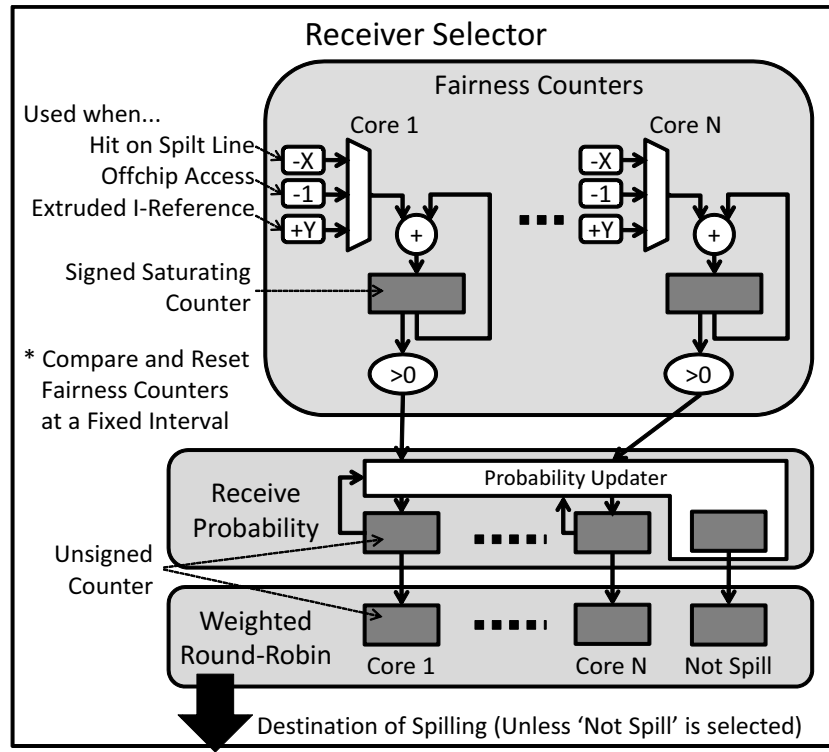 Receiver Selector
Fairness Counters
Used when...
Core 1
Core N
Hit on Spilt Line
-X
-X
Offchip Access
-1
-1
Extruded I-Reference
+Y
+Y
+
+
Signed Saturating
Counter
>0
>0
* Compare and Reset
Fairness Counters
at a Fixed Interval
Probability Updater
Receive
Probability
Unsigned
Counter
Weighted
Round-Robin
Core 1
Core N
Not Spill
Destination of Spilling (Unless ‘Not Spill’ is selected)